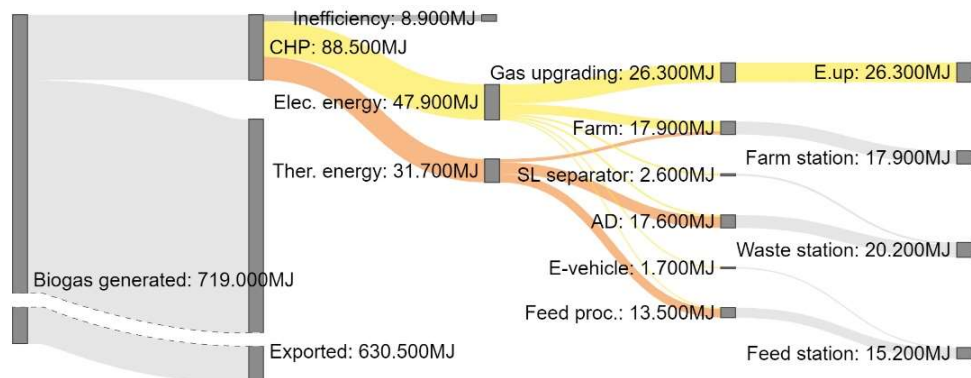 Inefficiency: 8.900MJ
CHP: 88.500MJ
Gas upgrading: 26.300MJ
E.up: 26.300MJ
Elec. energy: 47.900MJ
Farm: 17.900MJ
Farm station: 17.900MJ
Ther. energy: 31.700MJ
SL separator: 2.600MJ
AD: 17.600MJ
Waste station: 20.200MJ
Biogas generated: 719.000MJ
E-vehicle: 1.700MJ
Feed proc.: 13.500MJ
Exported: 630.500MJ
Feed station: 15.200MJ